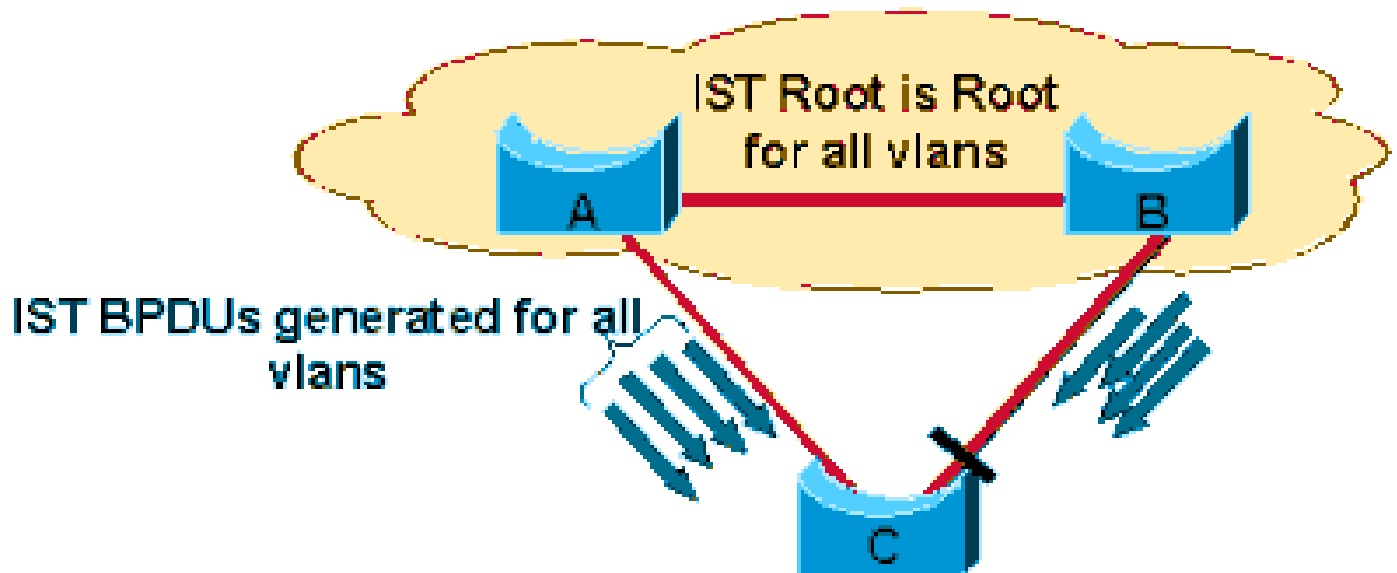 IST Root is Root
for all vlans
A
B
IST BPDUs generated for all
vlans
C